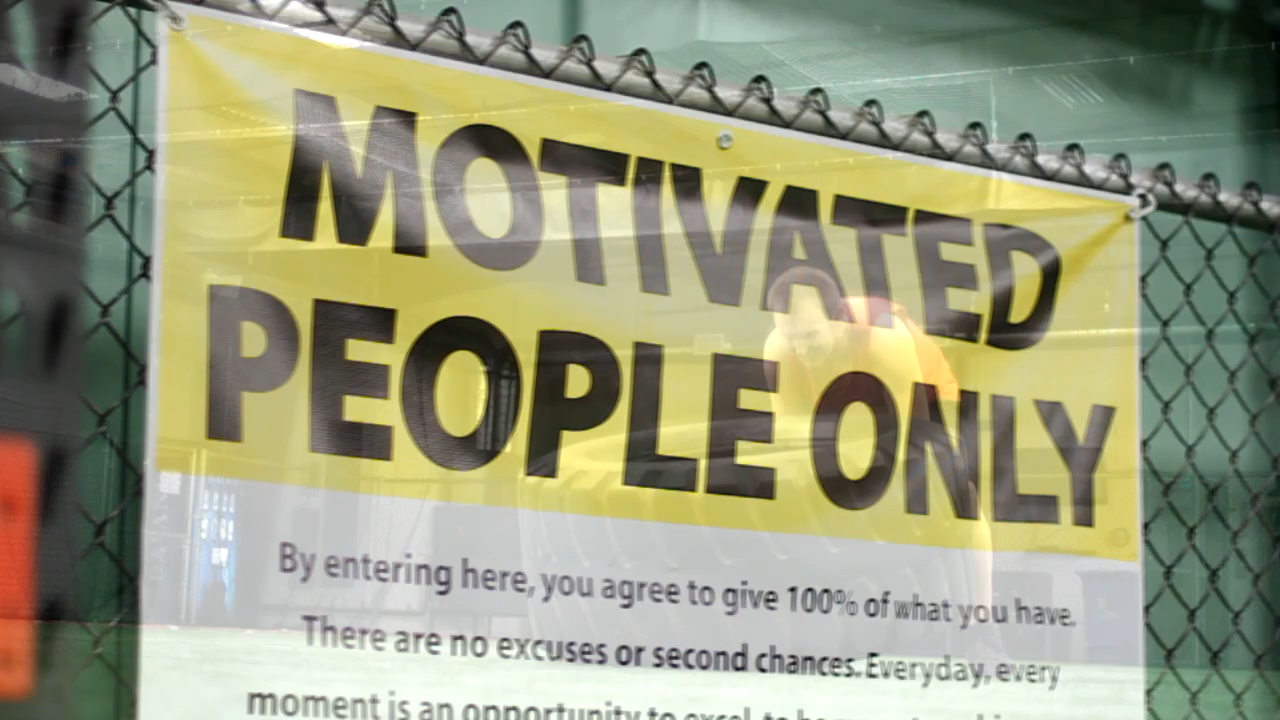 MOTIVATED
PEOPLE ONLY
By entering here, you agree to give 100% of what you have.
There are no excuses or second chances. Everyday, every
moment is an opportunity to excel, to